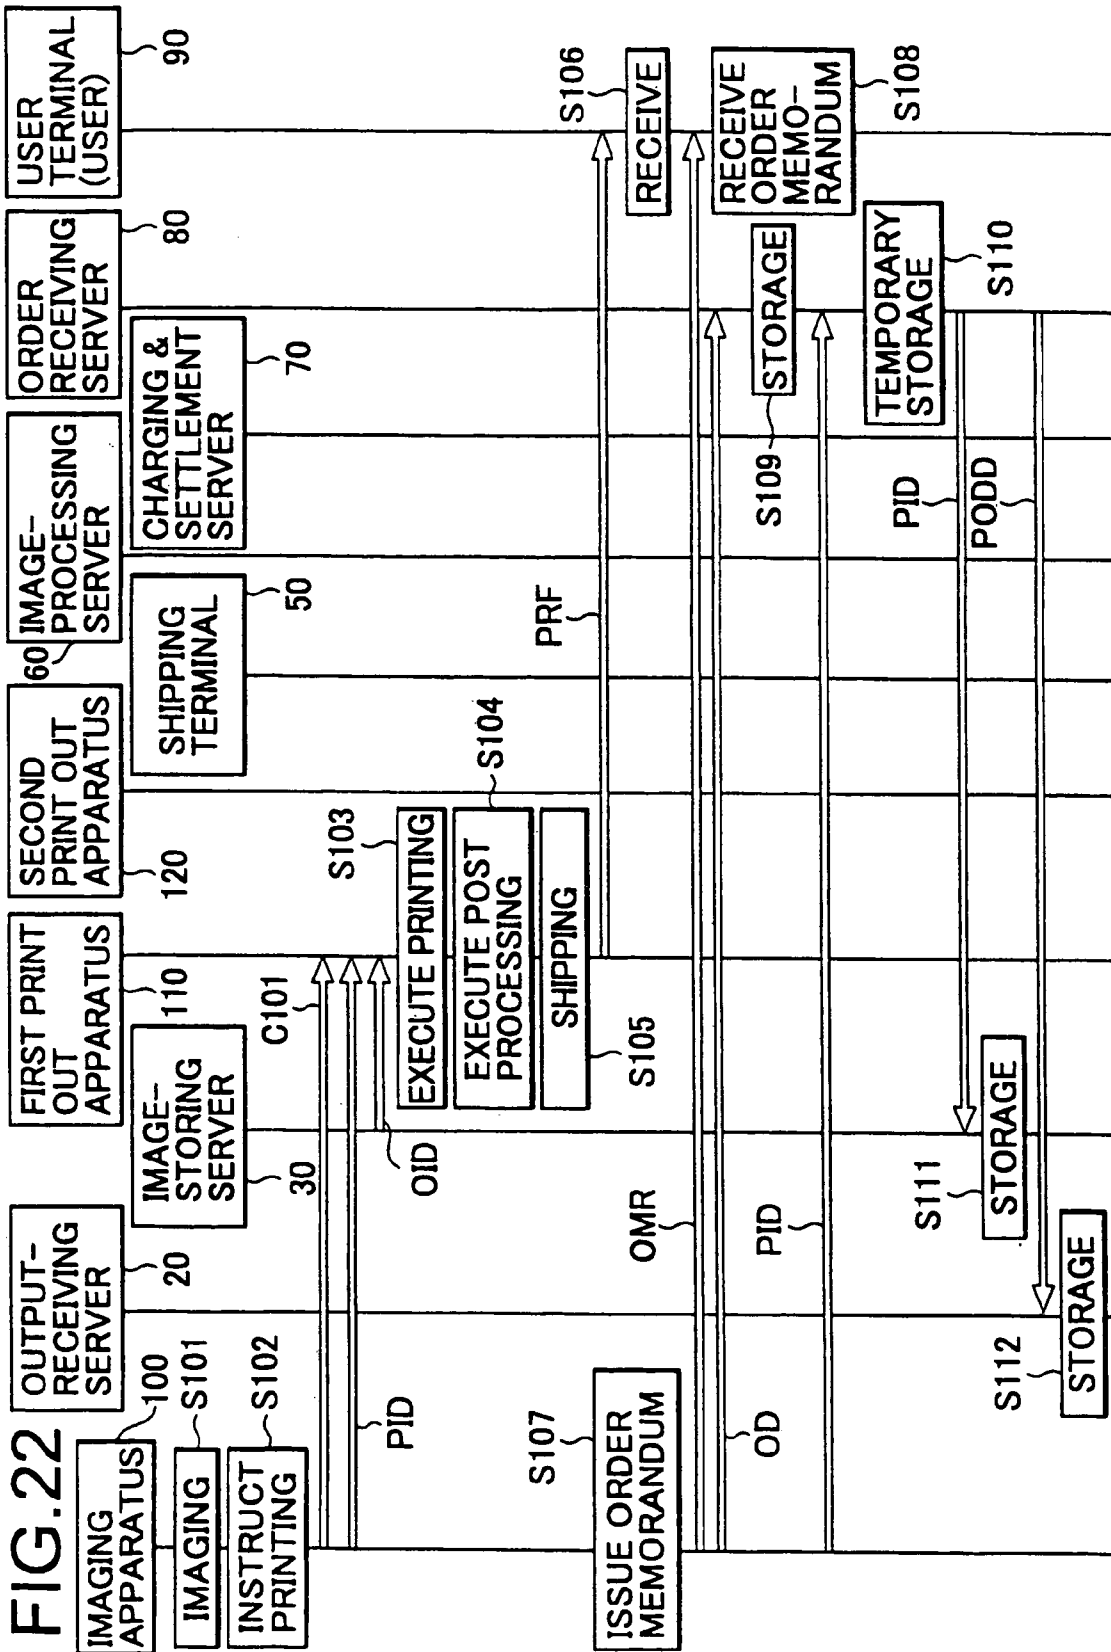 FIG.22
IMAGING
APPARATUS
100
OUTPUT-
RECEIVING
SERVER
20
IMAGE-
STORING
SERVER
30
FIRST PRINT
OUT
APPARATUS
110
SECOND
PRINT OUT
APPARATUS
120
SHIPPING
TERMINAL
50
60
IMAGE-
PROCESSING
SERVER
CHARGING &
SETTLEMENT
SERVER
70
ORDER
RECEIVING
SERVER
80
USER
TERMINAL
(USER)
90
IMAGING
S101
INSTRUCT
PRINTING
S102
C101
PID
OID
EXECUTE PRINTING
S103
EXECUTE POST
PROCESSING
S104
SHIPPING
S105
PRF
RECEIVE
S106
ISSUE ORDER
MEMORANDUM
S107
OMR
RECEIVE
ORDER
MEMO-
RANDUM
S108
OD
STORAGE
S109
PID
TEMPORARY
STORAGE
S110
PID
STORAGE
S111
PODD
STORAGE
S112